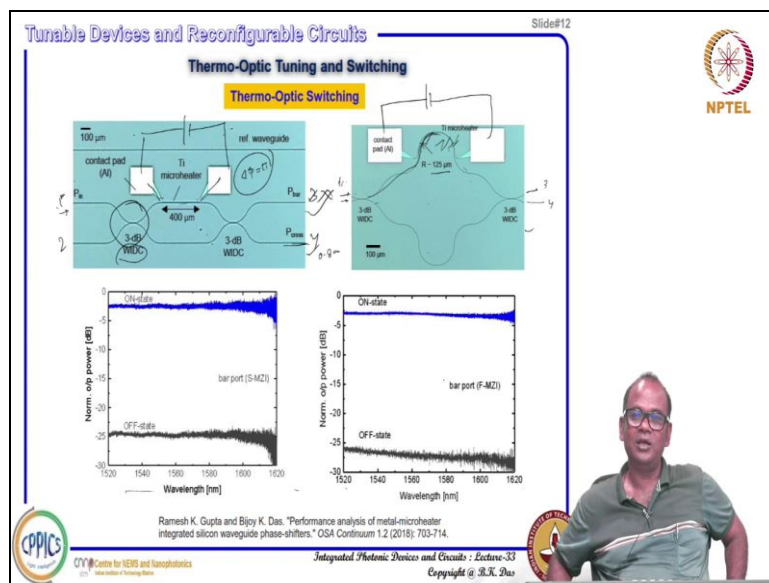 Slide#12
Tunable Devices and Reconfigurable Circuits
Thermo-Optic Tuning and Switching
Thermo-Optic Switching
NPTEL
100 μm
ref. waveguide
contact pad
(Al)
Ti
microheater
Δφ=π
Pin
Pbar
400 μm
2
3-dB
WIDC
3-dB
WIDC
Pcross
contact
pad (Al)
Ti microheater
R ~ 125 μm
3
4
3-dB
WIDC
3-dB
WIDC
100 μm
Norm. o/p power [dB]
0
-5
-10
-15
-20
-25
-30
ON-state
bar port (S-MZI)
OFF-state
1520 1540 1560 1580 1600 1620
Wavelength [nm]
Norm. o/p power [dB]
0
-5
-10
-15
-20
-25
-30
ON-state
bar port (F-MZI)
OFF-state
1520 1540 1560 1580 1600 1620
Wavelength [nm]
Ramesh K. Gupta and Bijoy K. Das. "Performance analysis of metal-microheater
integrated silicon waveguide phase-shifters." OSA Continuum 1.2 (2018): 703-714.
CPPICS
Centre for NEMS and Nanophotonics
Integrated Photonic Devices and Circuits : Lecture-33
Copyright @ B.K. Das